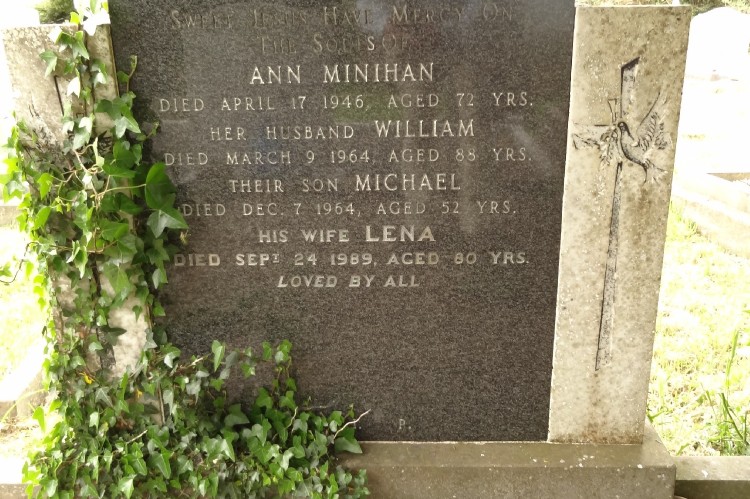 Sweet Jesus Have Mercy On
The Souls Of
ANN MINIHAN
DIED APRIL 17 1946, AGED 72 YRS.
HER HUSBAND WILLIAM
DIED MARCH 9 1964, AGED 88 YRS.
THEIR SON MICHAEL
DIED DEC. 7 1964, AGED 52 YRS.
HIS WIFE LENA
DIED SEPT 24 1989, AGED 80 YRS.
LOVED BY ALL
P.